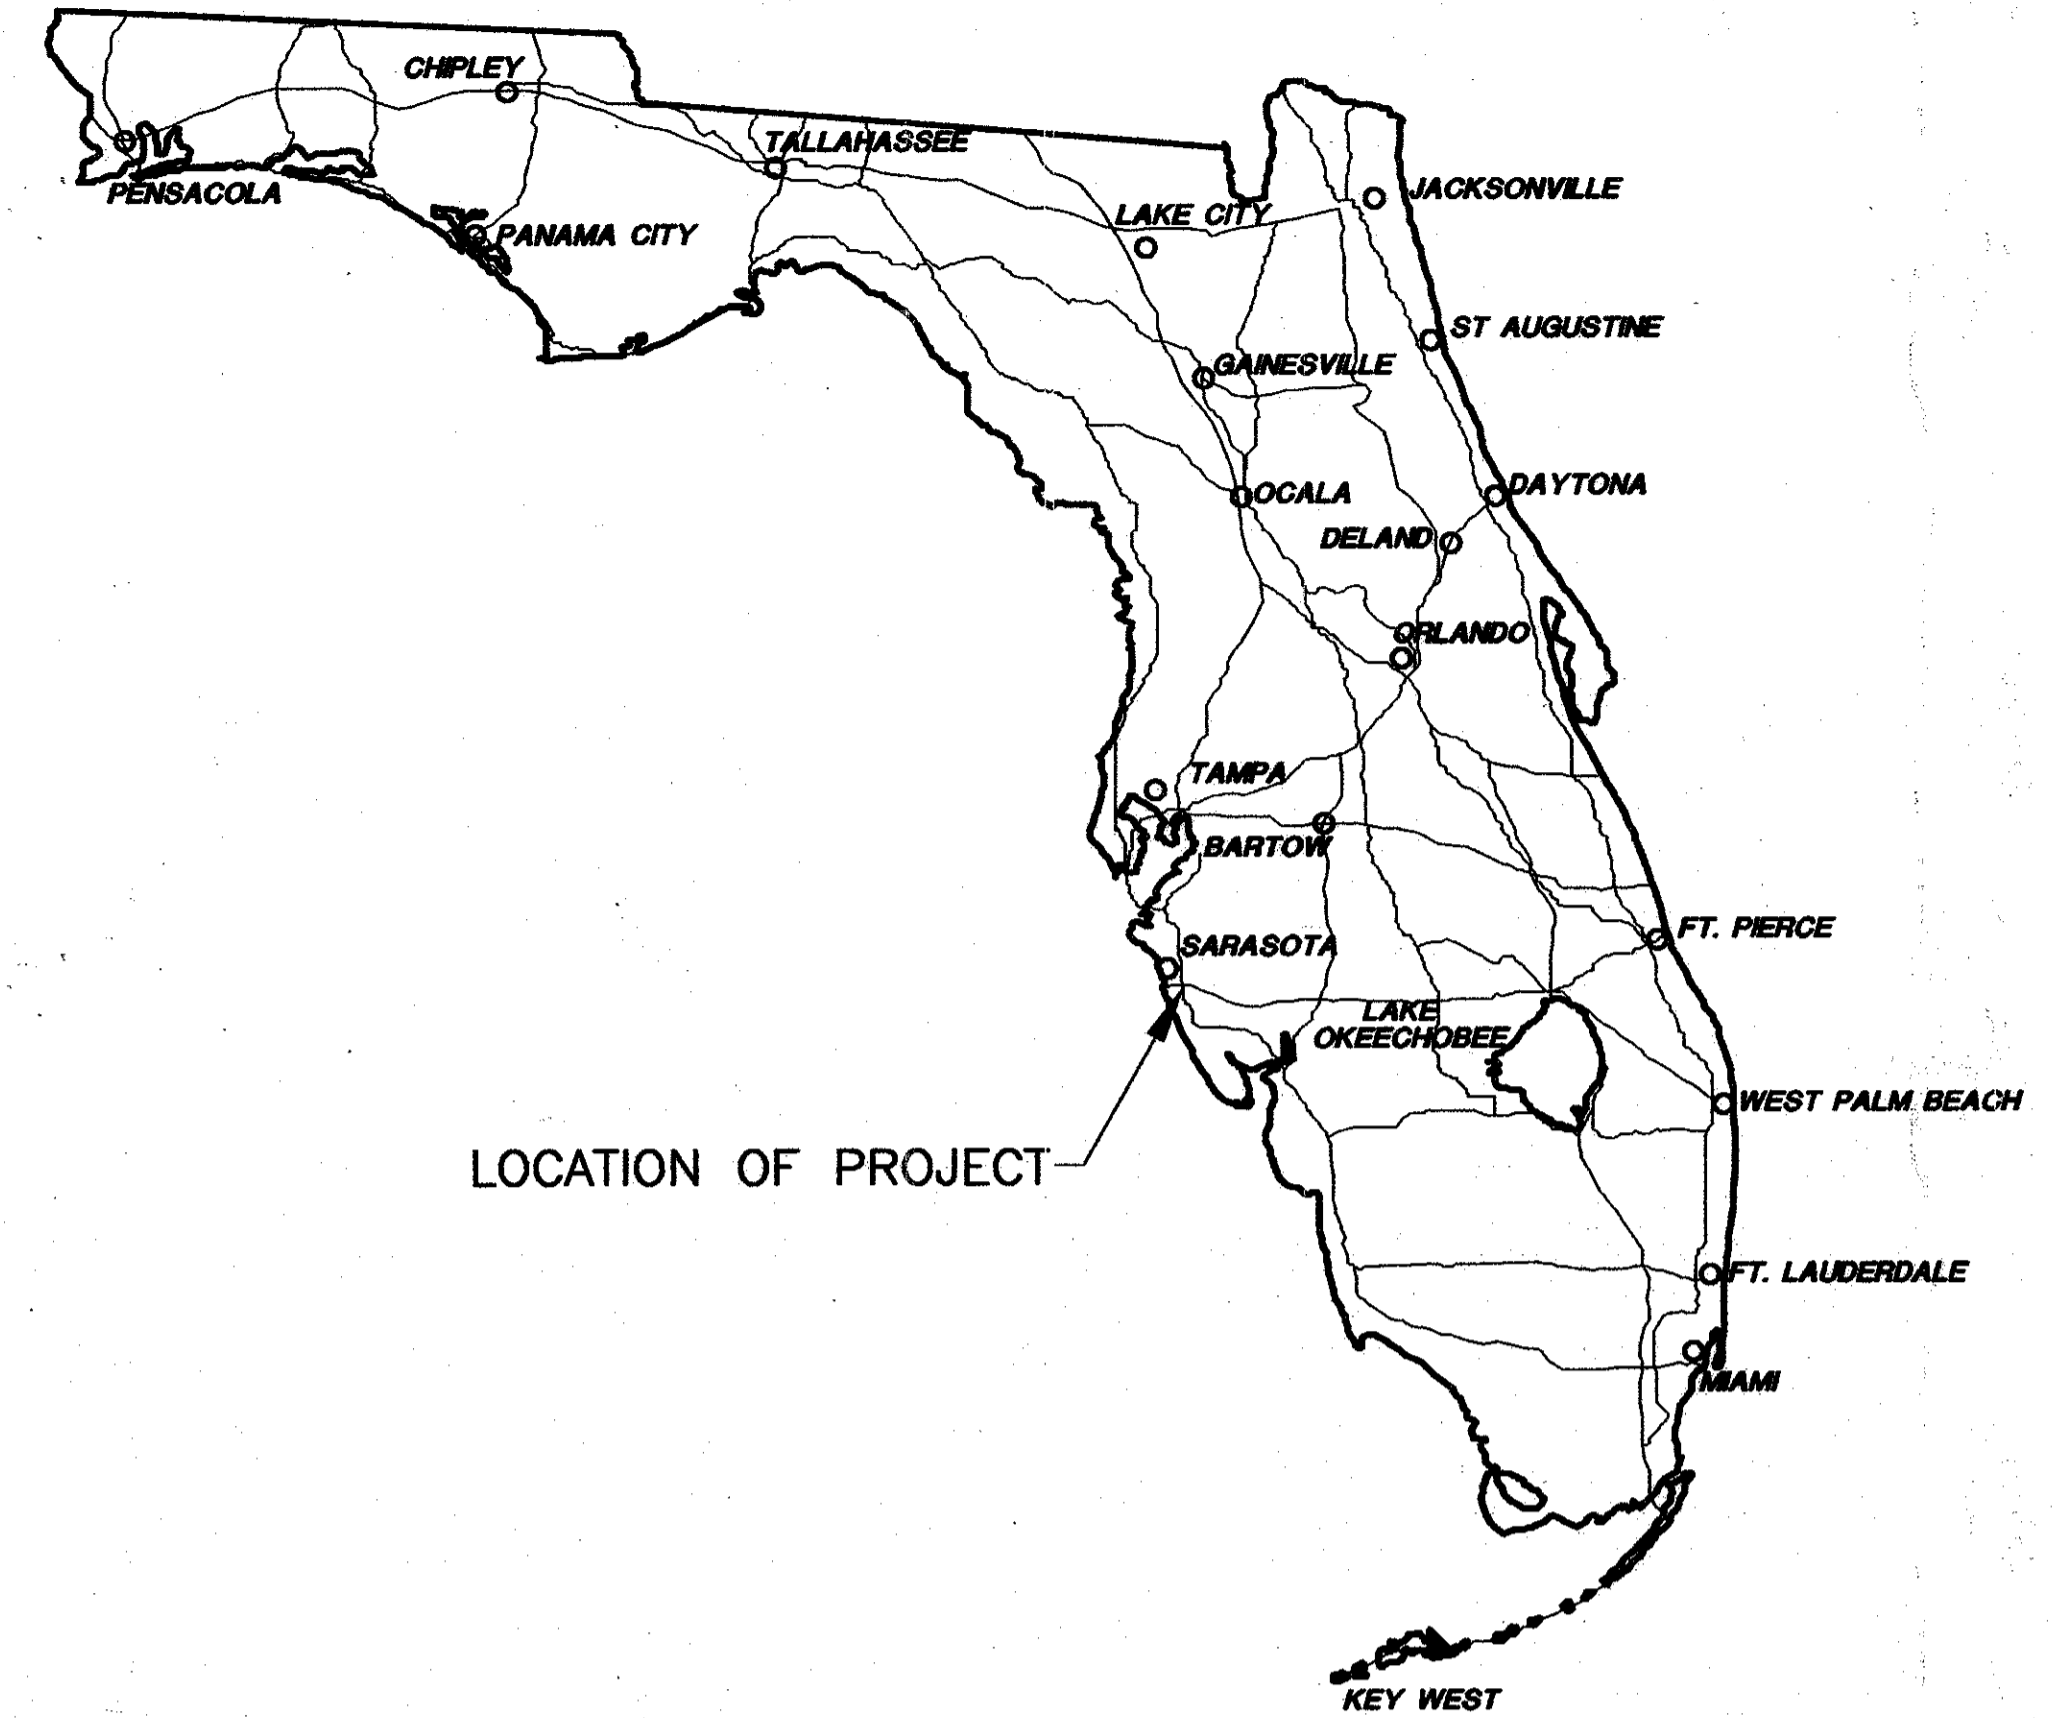 CHIPLEY
TALLAHASSEE
PENSACOLA
JACKSONVILLE
LAKE CITY
PANAMA CITY
ST AUGUSTINE
GAINESVILLE
DAYTONA
OCALA
DELAND
ORLANDO
TAMPA
BARTOW
FT. PIERCE
SARASOTA
LAKE
OKEECHOBEE
WEST PALM BEACH
LOCATION OF PROJECT
FT. LAUDERDALE
MIAMI
KEY WEST